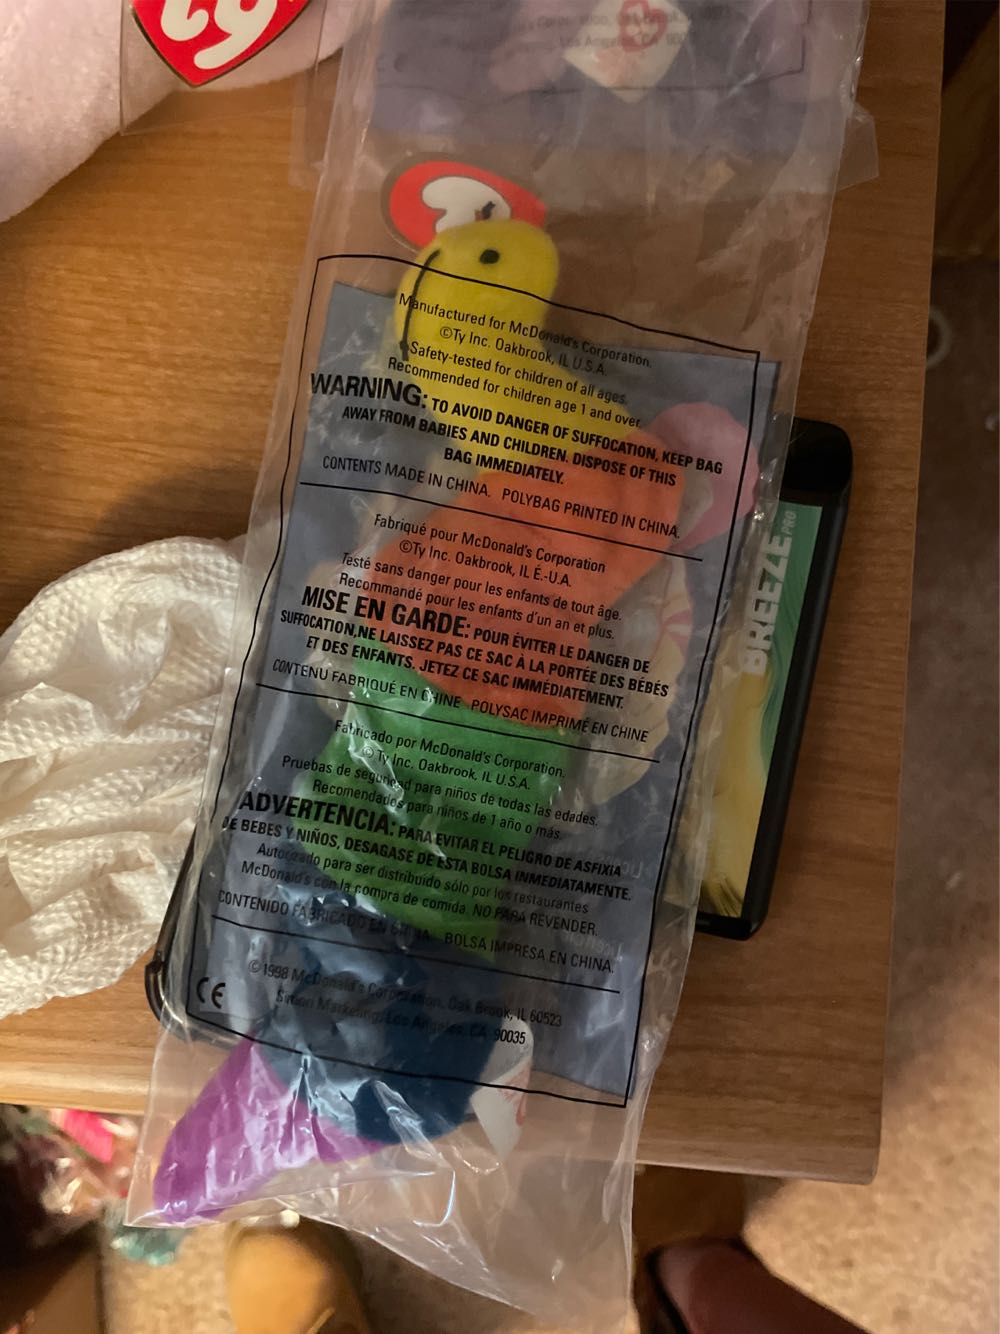 ty
Manufactured for McDonald's Corporation.
©Ty Inc. Oakbrook, IL U.S.A.
Safety-tested for children of all ages.
Recommended for children age 1 and over.
WARNING: TO AVOID DANGER OF SUFFOCATION, KEEP BAG
AWAY FROM BABIES AND CHILDREN. DISPOSE OF THIS
BAG IMMEDIATELY.
CONTENTS MADE IN CHINA. POLYBAG PRINTED IN CHINA.
Fabriqué pour McDonald's Corporation
©Ty Inc. Oakbrook, IL É.-U.A.
Testé sans danger pour les enfants de tout âge.
Recommandé pour les enfants d'un an et plus.
MISE EN GARDE: POUR ÉVITER LE DANGER DE
SUFFOCATION,NE LAISSEZ PAS CE SAC À LA PORTÉE DES BÉBÉS
ET DES ENFANTS. JETEZ CE SAC IMMÉDIATEMENT.
CONTENU FABRIQUÉ EN CHINE POLYSAC IMPRIMÉ EN CHINE
Fabricado por McDonald's Corporation.
© Ty Inc. Oakbrook, IL U.S.A.
Pruebas de seguridad para niños de todas las edades.
Recomendados para niños de 1 año o más.
ADVERTENCIA: PARA EVITAR EL PELIGRO DE ASFIXIA
DE BEBES Y NIÑOS, DESAGASE DE ESTA BOLSA INMEDIATAMENTE.
Autorizado para ser distribuido sólo por los restaurantes
McDonald's con la compra de comida. NO PARA REVENDER.
CONTENIDO FABRICADO EN CHINA. BOLSA IMPRESA EN CHINA.
©1998 McDonald's Corporation, Oak Brook, IL 60523
Simon Marketing, Los Angeles, CA 90035
CE
BREEZE PRO